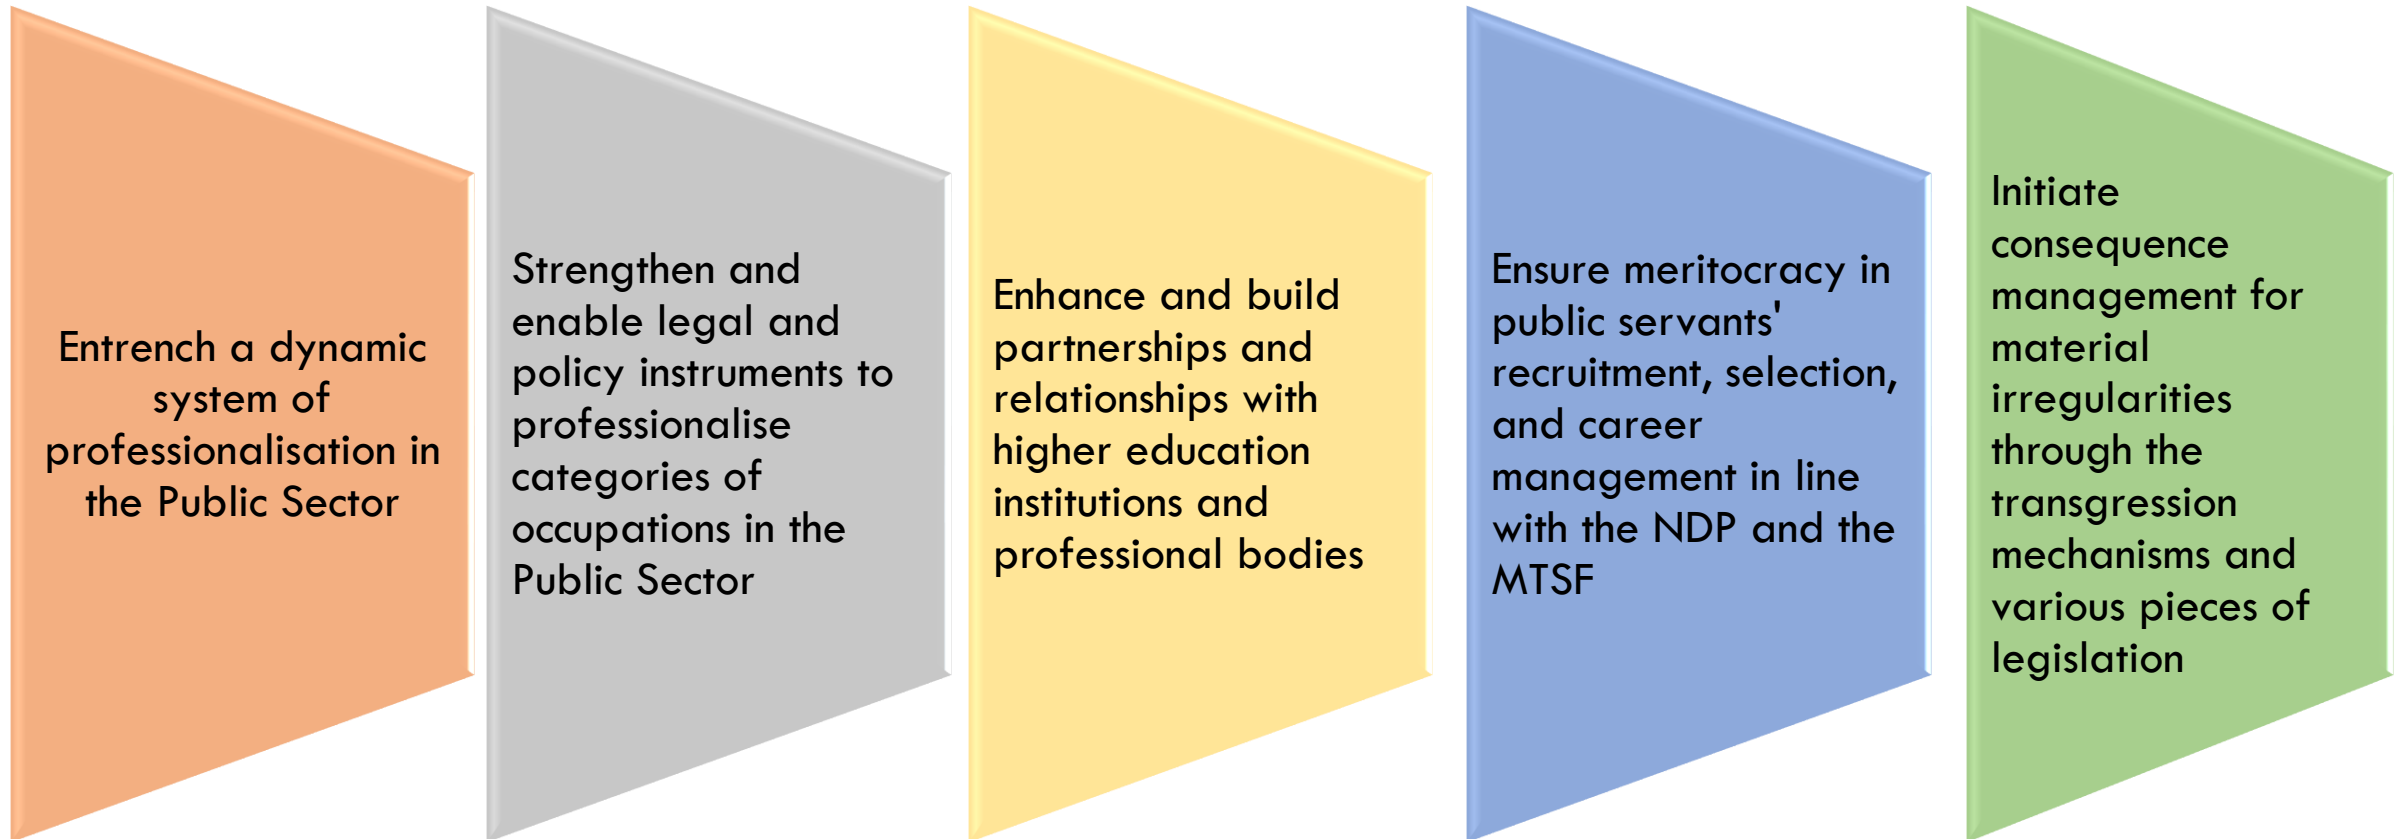 Entrench a dynamic
system of
professionalisation in
the Public Sector
Strengthen and
enable legal and
policy instruments to
professionalise
categories of
occupations in the
Public Sector
Enhance and build
partnerships and
relationships with
higher education
institutions and
professional bodies
Ensure meritocracy in
public servants'
recruitment, selection,
and career
management in line
with the NDP and the
MTSF
Initiate
consequence
management for
material
irregularities
through the
transgression
mechanisms and
various pieces of
legislation